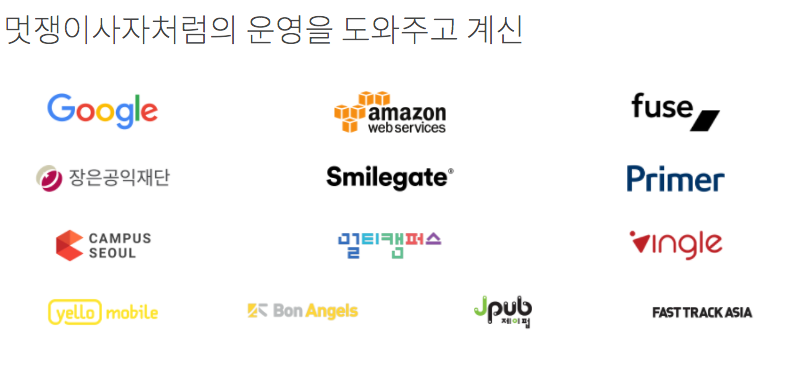 멋쟁이사자처럼의 운영을 도와주고 계신
Google
amazon
web services
fuse
장은공익재단
Smilegate®
Primer
CAMPUS
SEOUL
멀티캠퍼스
Vingle
yello mobile
Bon Angels
Jpub
제이펍
FAST TRACK ASIA